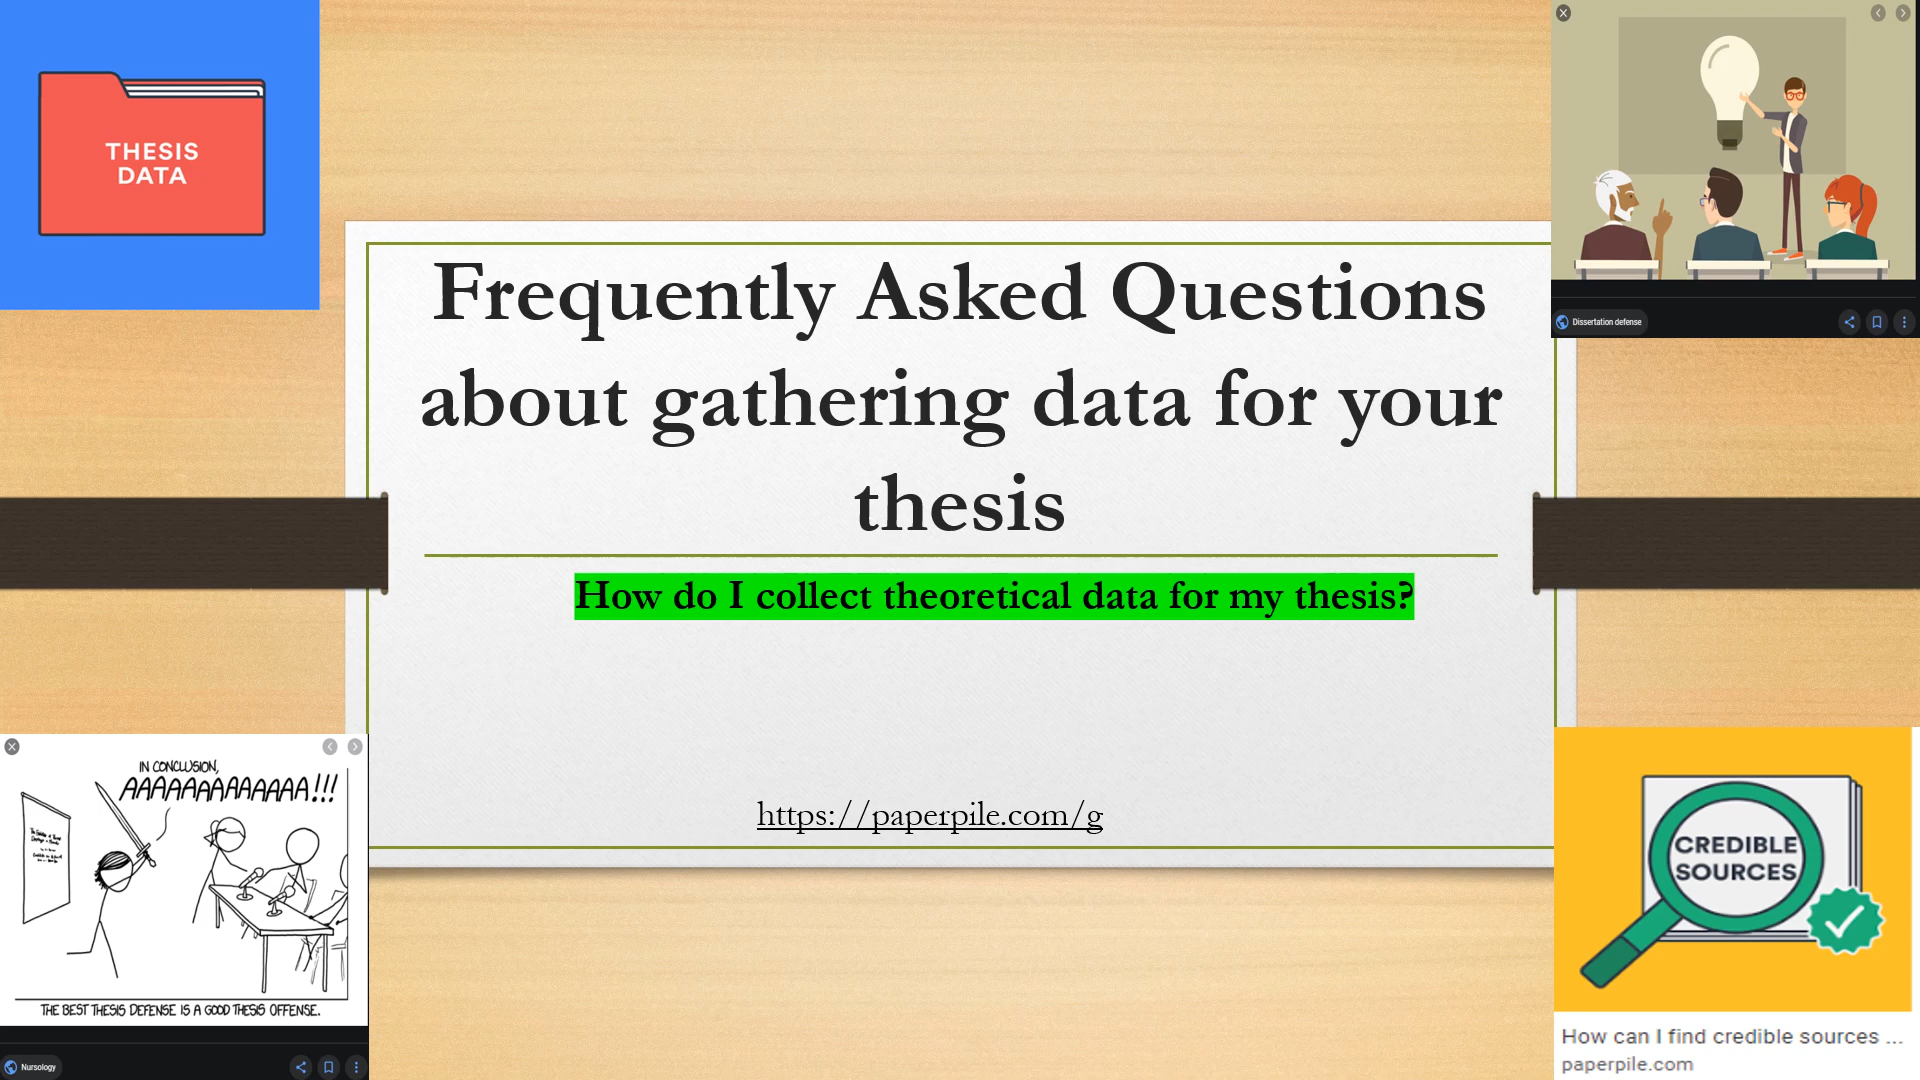 THESIS
DATA
Dissertation defense
Frequently Asked Questions
about gathering data for your
thesis
How do I collect theoretical data for my thesis?
https://paperpile.com/g
IN CONCLUSION,
AAAAAAAAAAAAA!!!
THE BEST THESIS DEFENSE IS A GOOD THESIS OFFENSE.
Nursology
CREDIBLE
SOURCES
How can I find credible sources ...
paperpile.com